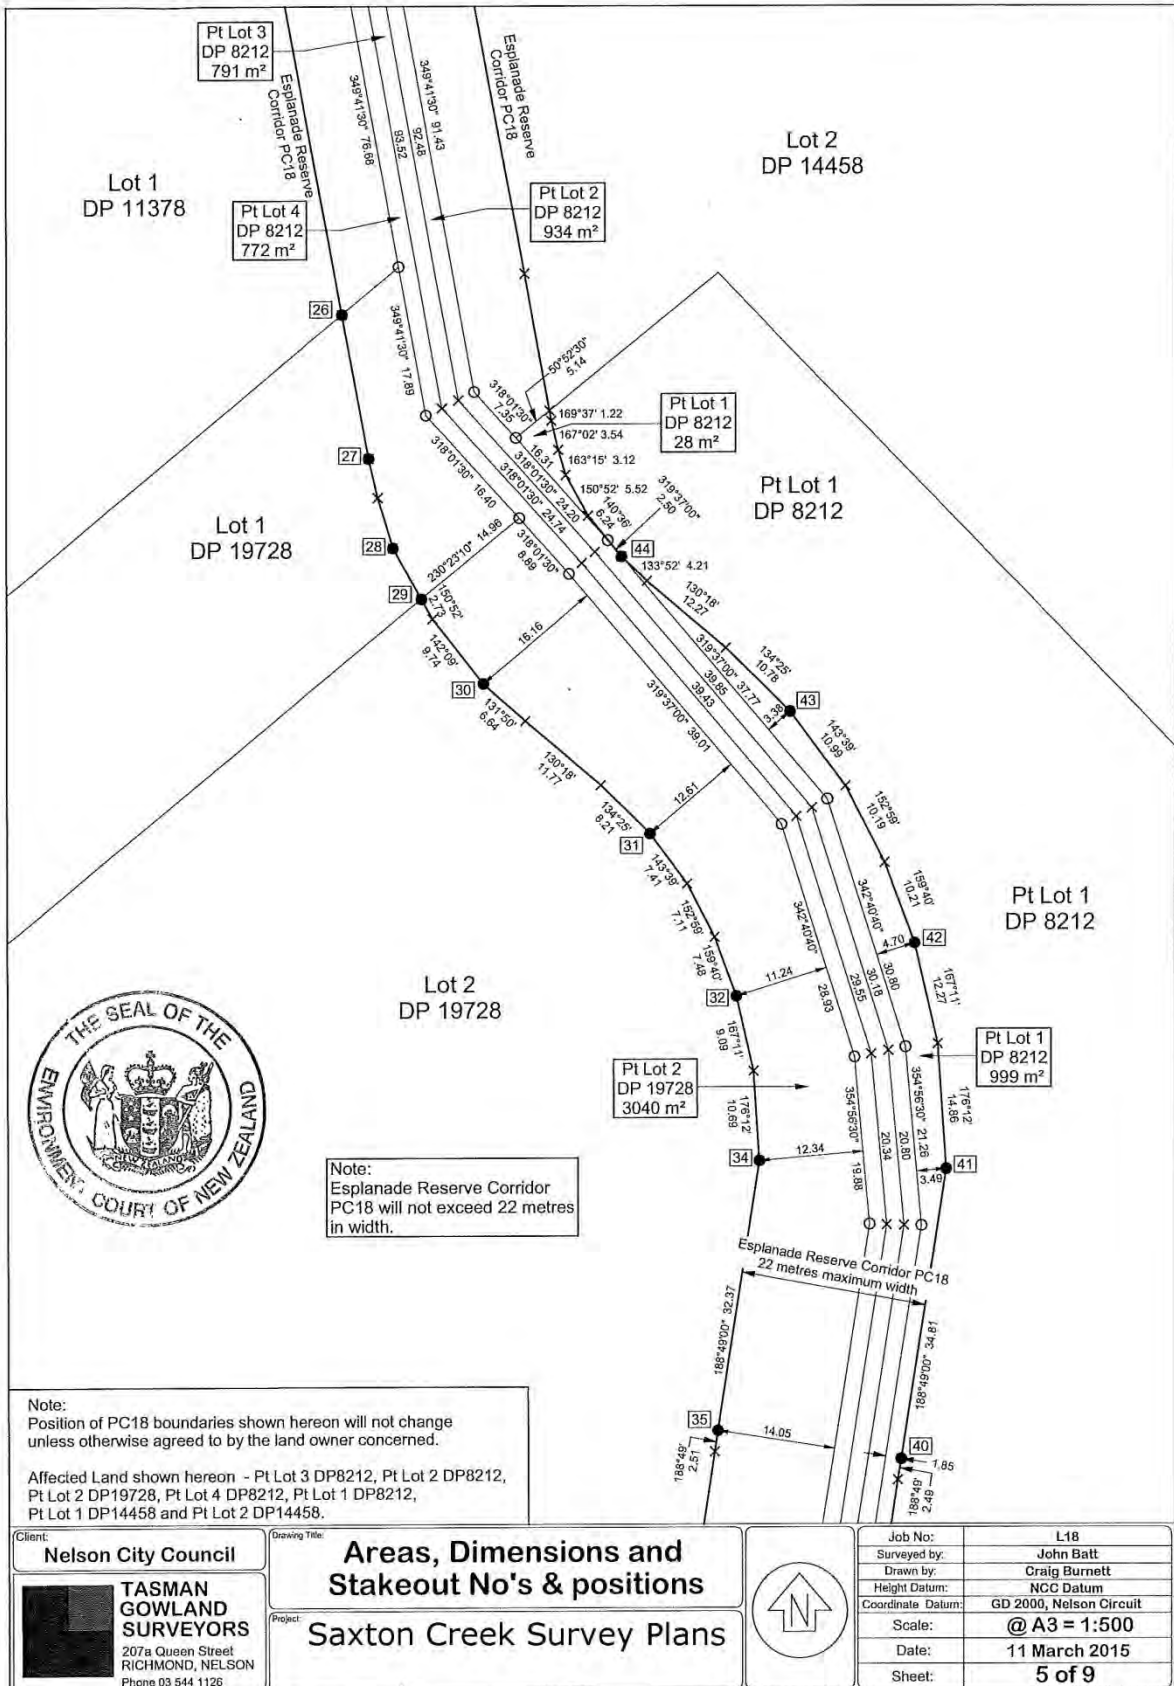 Pt Lot 3
DP 8212
791 m²
Esplanade Reserve
Corridor PC18
349°41'30" 76.68
93.52
92.48
349°41'30" 91.43
Esplanade Reserve
Corridor PC18
Lot 2
DP 14458
Lot 1
DP 11378
Pt Lot 4
DP 8212
772 m²
Pt Lot 2
DP 8212
934 m²
26
349°41'30" 17.89
50°52'30"
5.14
318°01'30"
7.35
169°37' 1.22
167°02' 3.54
163°15' 3.12
150°52' 5.52
140°36'
6.24
319°37'00"
2.50
Pt Lot 1
DP 8212
28 m²
27
16.31
318°01'30" 24.20
318°01'30" 24.74
318°01'30" 16.40
Pt Lot 1
DP 8212
Lot 1
DP 19728
28
230°23'10" 14.96
318°01'30"
8.89
44
133°52' 4.21
29
150°52'
2.73
142°09'
9.74
16.16
130°18'
12.27
134°25'
10.78
30
131°50'
6.64
319°37'00" 37.77
39.85
39.43
319°37'00" 39.01
3.38
43
143°39'
10.99
130°18'
11.77
12.61
152°59'
10.19
134°25'
8.21
31
143°39'
7.41
152°59'
7.11
159°40'
7.48
342°40'40"
28.93
29.55
30.18
30.80
342°40'40"
159°40'
10.21
Pt Lot 1
DP 8212
4.70
42
11.24
32
167°11'
12.27
167°11'
9.09
Lot 2
DP 19728
THE SEAL OF THE
ENVIRONMENT COURT OF NEW ZEALAND
NEW ZEALAND
Pt Lot 2
DP 19728
3040 m²
Pt Lot 1
DP 8212
999 m²
176°12'
10.69
354°56'30"
19.88
20.34
20.80
354°56'30" 21.26
176°12'
14.86
34
12.34
41
3.49
Note:
Esplanade Reserve Corridor
PC18 will not exceed 22 metres
in width.
Esplanade Reserve Corridor PC18
22 metres maximum width
188°49'00" 32.37
188°49'00" 34.81
35
14.05
188°49'
2.51
40
1.85
188°49'
2.49
Note:
Position of PC18 boundaries shown hereon will not change
unless otherwise agreed to by the land owner concerned.
Affected Land shown hereon - Pt Lot 3 DP8212, Pt Lot 2 DP8212,
Pt Lot 2 DP19728, Pt Lot 4 DP8212, Pt Lot 1 DP8212,
Pt Lot 1 DP14458 and Pt Lot 2 DP14458.
Client:
Nelson City Council
TASMAN
GOWLAND
SURVEYORS
207a Queen Street
RICHMOND, NELSON
Phone 03 544 1126
Drawing Title:
Areas, Dimensions and
Stakeout No's & positions
Project:
Saxton Creek Survey Plans
N
Job No: L18
Surveyed by: John Batt
Drawn by: Craig Burnett
Height Datum: NCC Datum
Coordinate Datum: GD 2000, Nelson Circuit
Scale: @ A3 = 1:500
Date: 11 March 2015
Sheet: 5 of 9